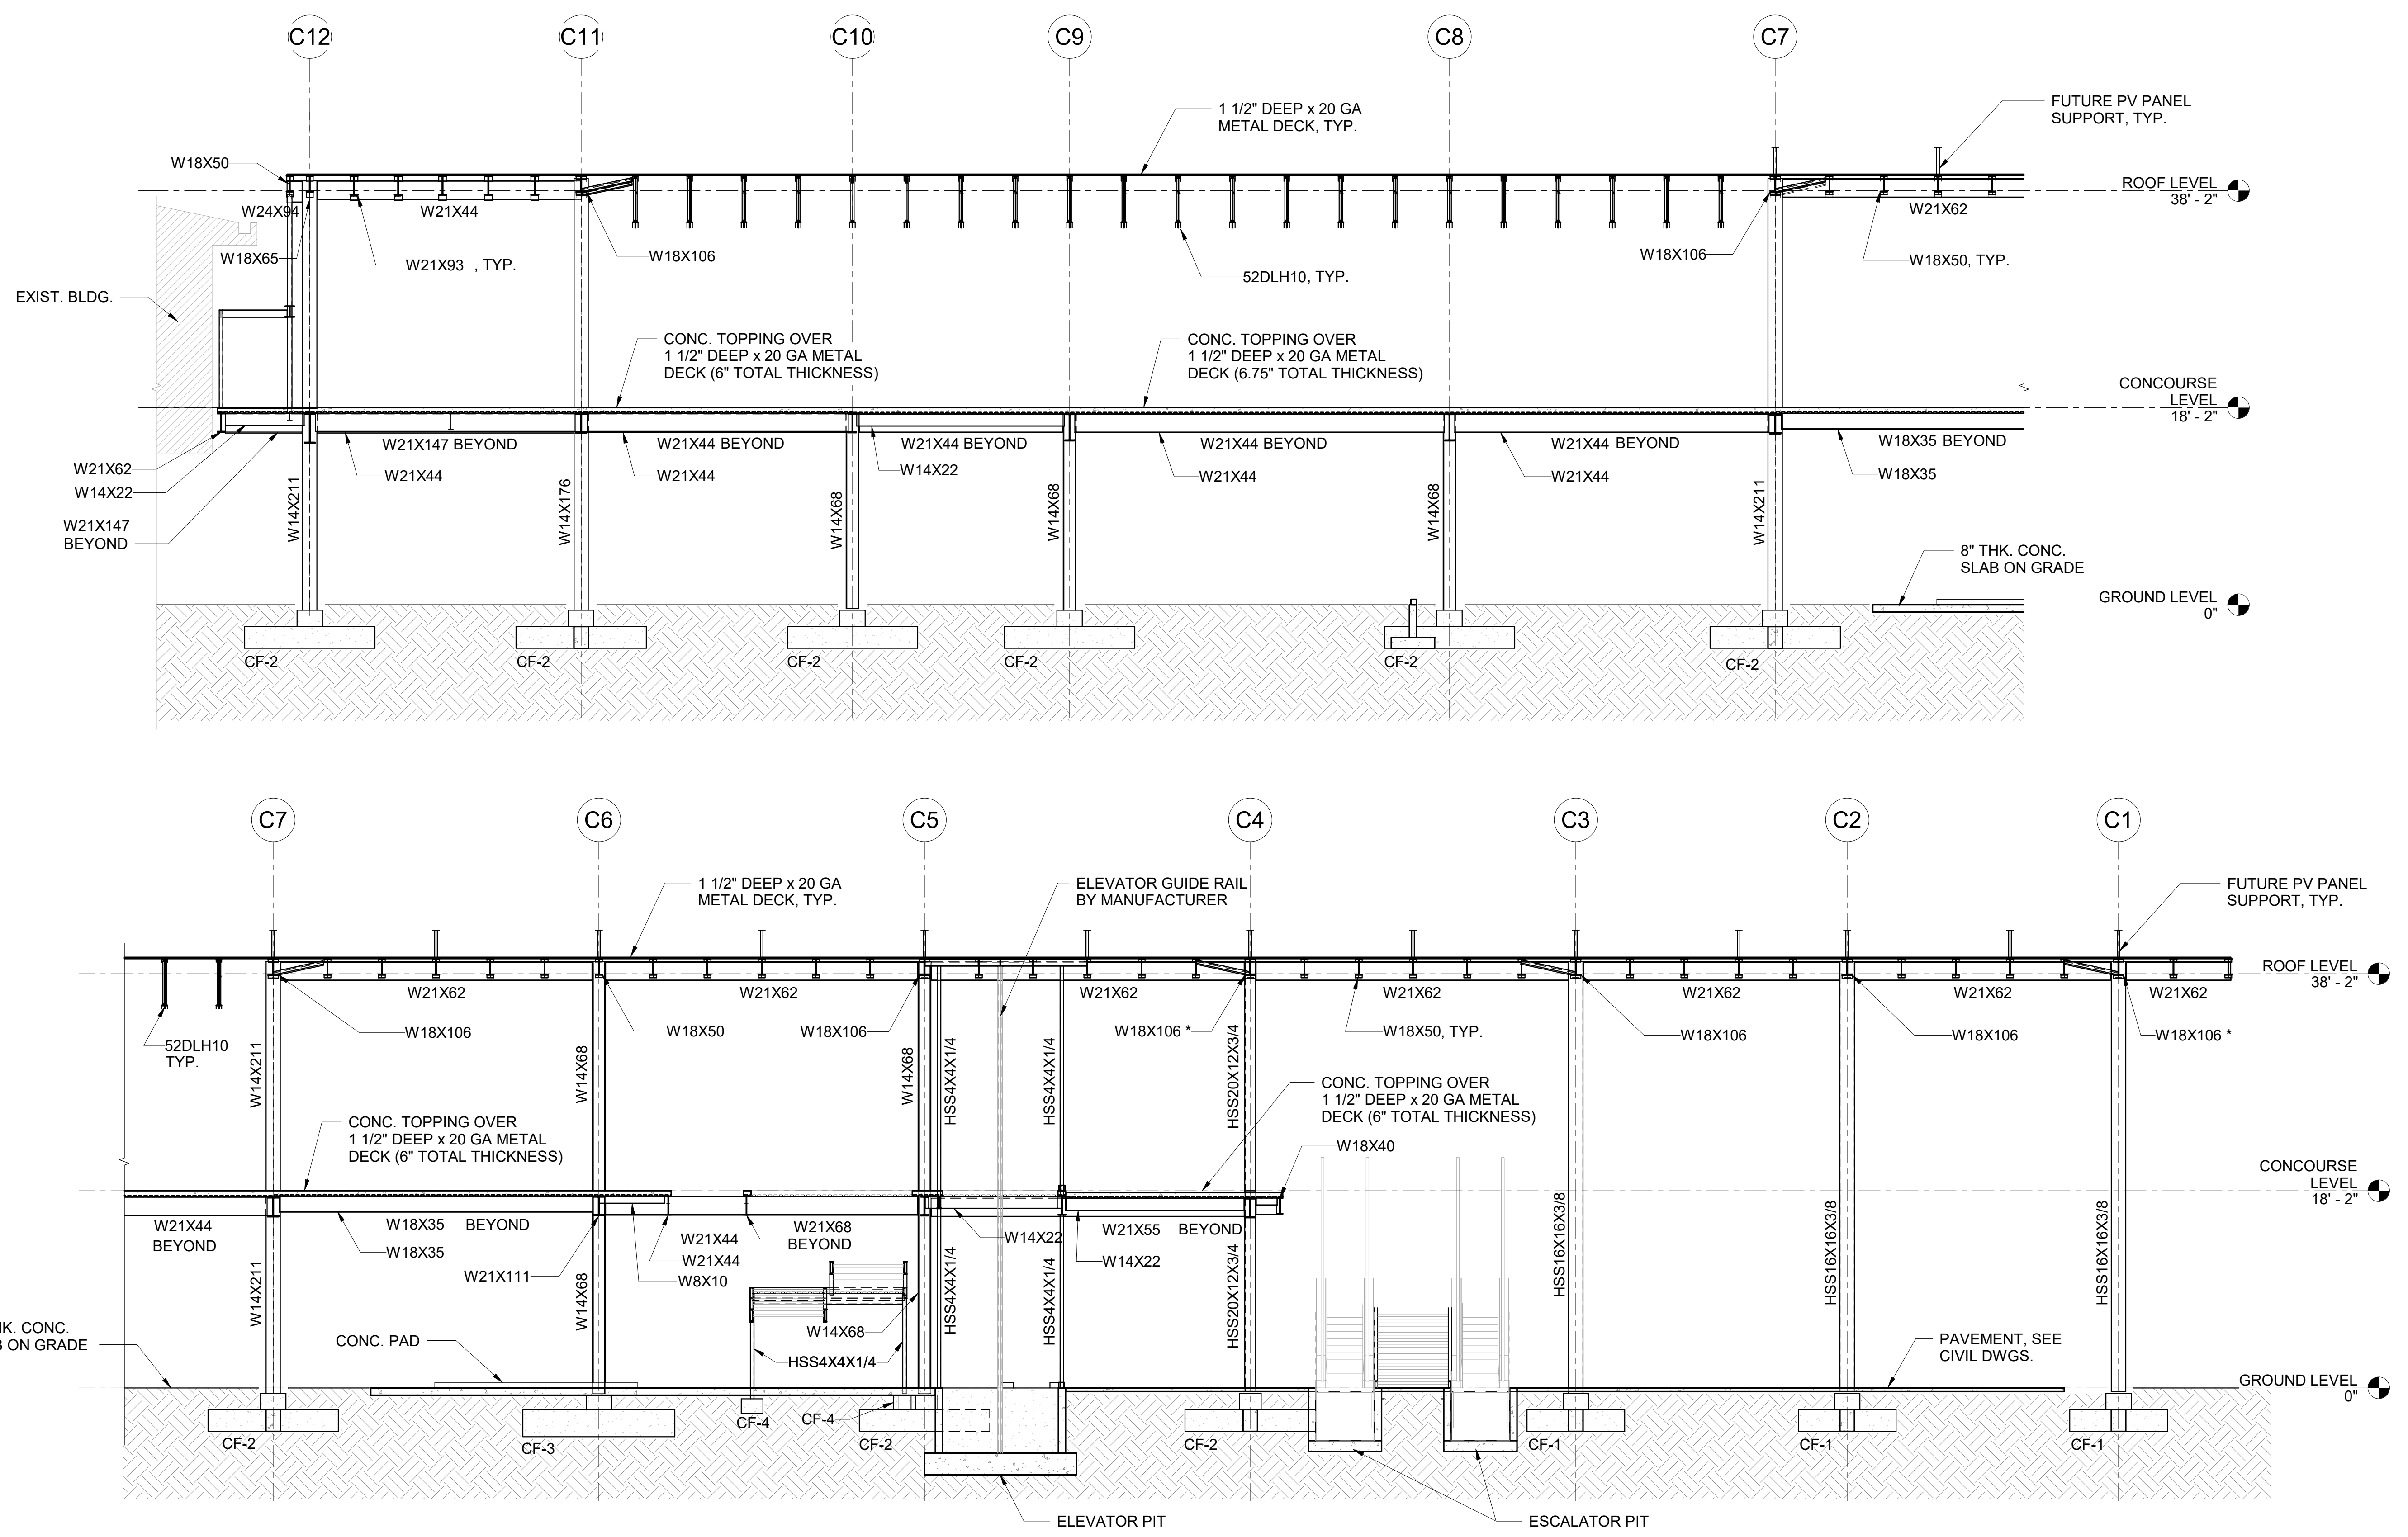 C12
C11
C10
C9
C8
C7
1 1/2" DEEP x 20 GA
METAL DECK, TYP.
FUTURE PV PANEL
SUPPORT, TYP.
W18X50
ROOF LEVEL
38' - 2"
W24X94
W21X44
W21X62
W18X65
W21X93 , TYP.
W18X106
52DLH10, TYP.
W18X106
W18X50, TYP.
EXIST. BLDG.
CONC. TOPPING OVER
1 1/2" DEEP x 20 GA METAL
DECK (6" TOTAL THICKNESS)
CONC. TOPPING OVER
1 1/2" DEEP x 20 GA METAL
DECK (6.75" TOTAL THICKNESS)
CONCOURSE
LEVEL
18' - 2"
W21X147 BEYOND
W21X44 BEYOND
W21X44 BEYOND
W21X44 BEYOND
W21X44 BEYOND
W18X35 BEYOND
W21X62
W14X22
W21X147
BEYOND
W21X44
W21X44
W14X22
W21X44
W21X44
W18X35
W14X211
W14X176
W14X68
W14X68
W14X68
W14X211
8" THK. CONC.
SLAB ON GRADE
GROUND LEVEL
0"
CF-2
CF-2
CF-2
CF-2
CF-2
CF-2
C7
C6
C5
C4
C3
C2
C1
1 1/2" DEEP x 20 GA
METAL DECK, TYP.
ELEVATOR GUIDE RAIL
BY MANUFACTURER
FUTURE PV PANEL
SUPPORT, TYP.
ROOF LEVEL
38' - 2"
W21X62
W21X62
W21X62
W21X62
W21X62
W21X62
W21X62
52DLH10
TYP.
W18X106
W18X50
W18X106
W18X106 *
W18X50, TYP.
W18X106
W18X106
W18X106 *
W14X211
W14X68
W14X68
HSS4X4X1/4
HSS4X4X1/4
HSS20X12X3/4
CONC. TOPPING OVER
1 1/2" DEEP x 20 GA METAL
DECK (6" TOTAL THICKNESS)
CONC. TOPPING OVER
1 1/2" DEEP x 20 GA METAL
DECK (6" TOTAL THICKNESS)
W18X40
CONCOURSE
LEVEL
18' - 2"
W21X44
BEYOND
W18X35 BEYOND
W18X35
W21X111
W21X44
W21X44
W8X10
W21X68
BEYOND
W14X22
W21X55 BEYOND
W14X22
W14X211
W14X68
W14X68
HSS4X4X1/4
HSS4X4X1/4
HSS4X4X1/4
HSS20X12X3/4
HSS16X16X3/8
HSS16X16X3/8
HSS16X16X3/8
K. CONC.
ON GRADE
CONC. PAD
PAVEMENT, SEE
CIVIL DWGS.
GROUND LEVEL
0"
CF-2
CF-3
CF-4
CF-4
CF-2
CF-2
CF-1
CF-1
CF-1
ELEVATOR PIT
ESCALATOR PIT